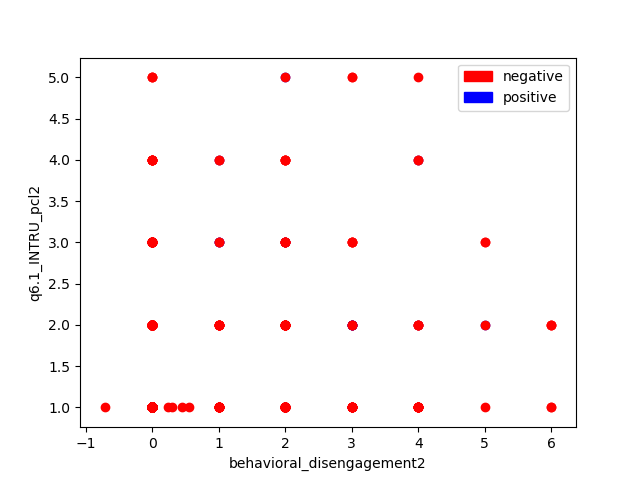 negative
positive
5.0
4.5
4.0
3.5
3.0
2.5
2.0
1.5
1.0
q6.1_INTRU_pcl2
−1 0 1 2 3 4 5 6
behavioral_disengagement2